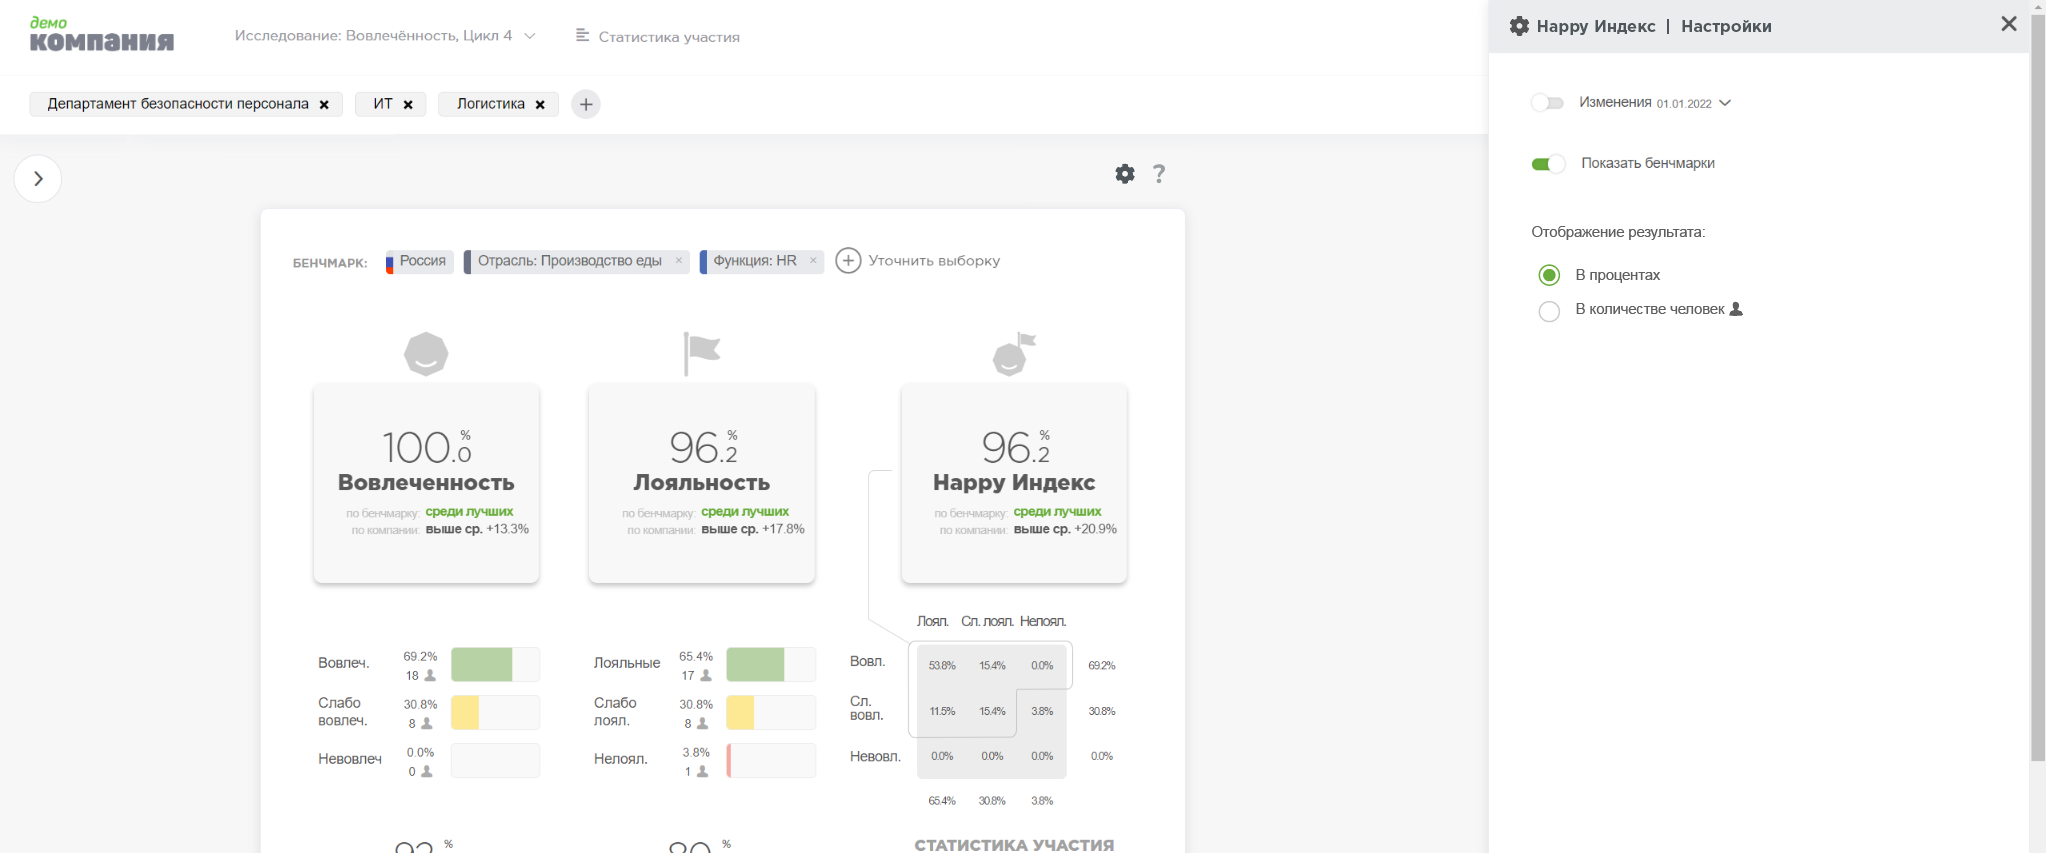 демо
компания
Исследование: Вовлечённость, Цикл 4
Статистика участия
Happy Индекс | Настройки
Департамент безопасности персонала
ИТ
Логистика
Изменения 01.01.2022
Показать бенчмарки
Отображение результата:
В процентах
В количестве человек
?
БЕНЧМАРК:
Россия
Отрасль: Производство еды ×
Функция: HR ×
Уточнить выборку
100.0%
Вовлеченность
по бенчмарку: среди лучших
по компании: выше ср. +13.3%
96.2%
Лояльность
по бенчмарку: среди лучших
по компании: выше ср. +17.8%
96.2%
Happy Индекс
по бенчмарку: среди лучших
по компании: выше ср. +20.9%
Вовлеч. 69.2%
18
Слабо вовлеч. 30.8%
8
Невовлеч 0.0%
0
Лояльные 65.4%
17
Слабо лоял. 30.8%
8
Нелоял. 3.8%
1
Лоял. Сл. лоял. Нелоял.
Вовл. 53.8% 15.4% 0.0% 69.2%
Сл. вовл. 11.5% 15.4% 3.8% 30.8%
Невовл. 0.0% 0.0% 0.0% 0.0%
65.4% 30.8% 3.8%
%
%
СТАТИСТИКА УЧАСТИЯ